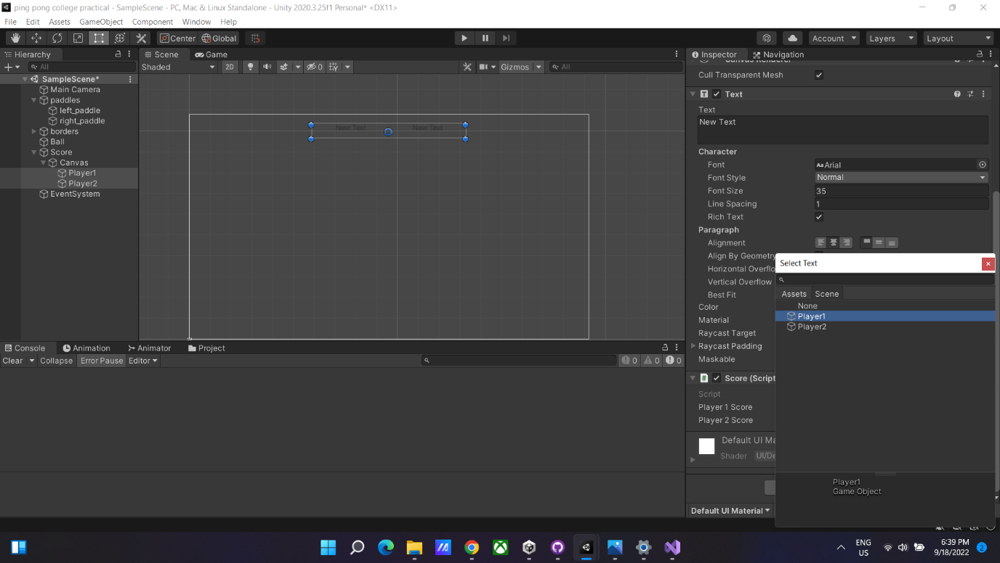 ping pong college practical - SampleScene - PC, Mac & Linux Standalone - Unity 2020.3.25f1 Personal* <DX11>
File Edit Assets GameObject Component Window Help
Center Global Account Layers Layout
Hierarchy
All
SampleScene*
Main Camera
paddles
left_paddle
right_paddle
borders
Ball
Score
Canvas
Player1
Player2
EventSystem
Scene Game
Shaded 2D 0 Gizmos All
New Text New Text
Inspector Navigation
Cull Transparent Mesh
Text
Text
New Text
Character
Font Arial
Font Style Normal
Font Size 35
Line Spacing 1
Rich Text
Paragraph
Alignment
Align By Geometry
Horizontal Overflo
Vertical Overflow
Best Fit
Color
Material
Raycast Target
Raycast Padding
Maskable
Score (Script
Script
Player 1 Score
Player 2 Score
Default UI Ma
Shader UI/De
Default UI Material
Select Text
Assets Scene
None
Player1
Player2
Player1
Game Object
Console Animation Animator Project
Clear Collapse Error Pause Editor 0 0 0
ENG
US
6:39 PM
9/18/2022
2